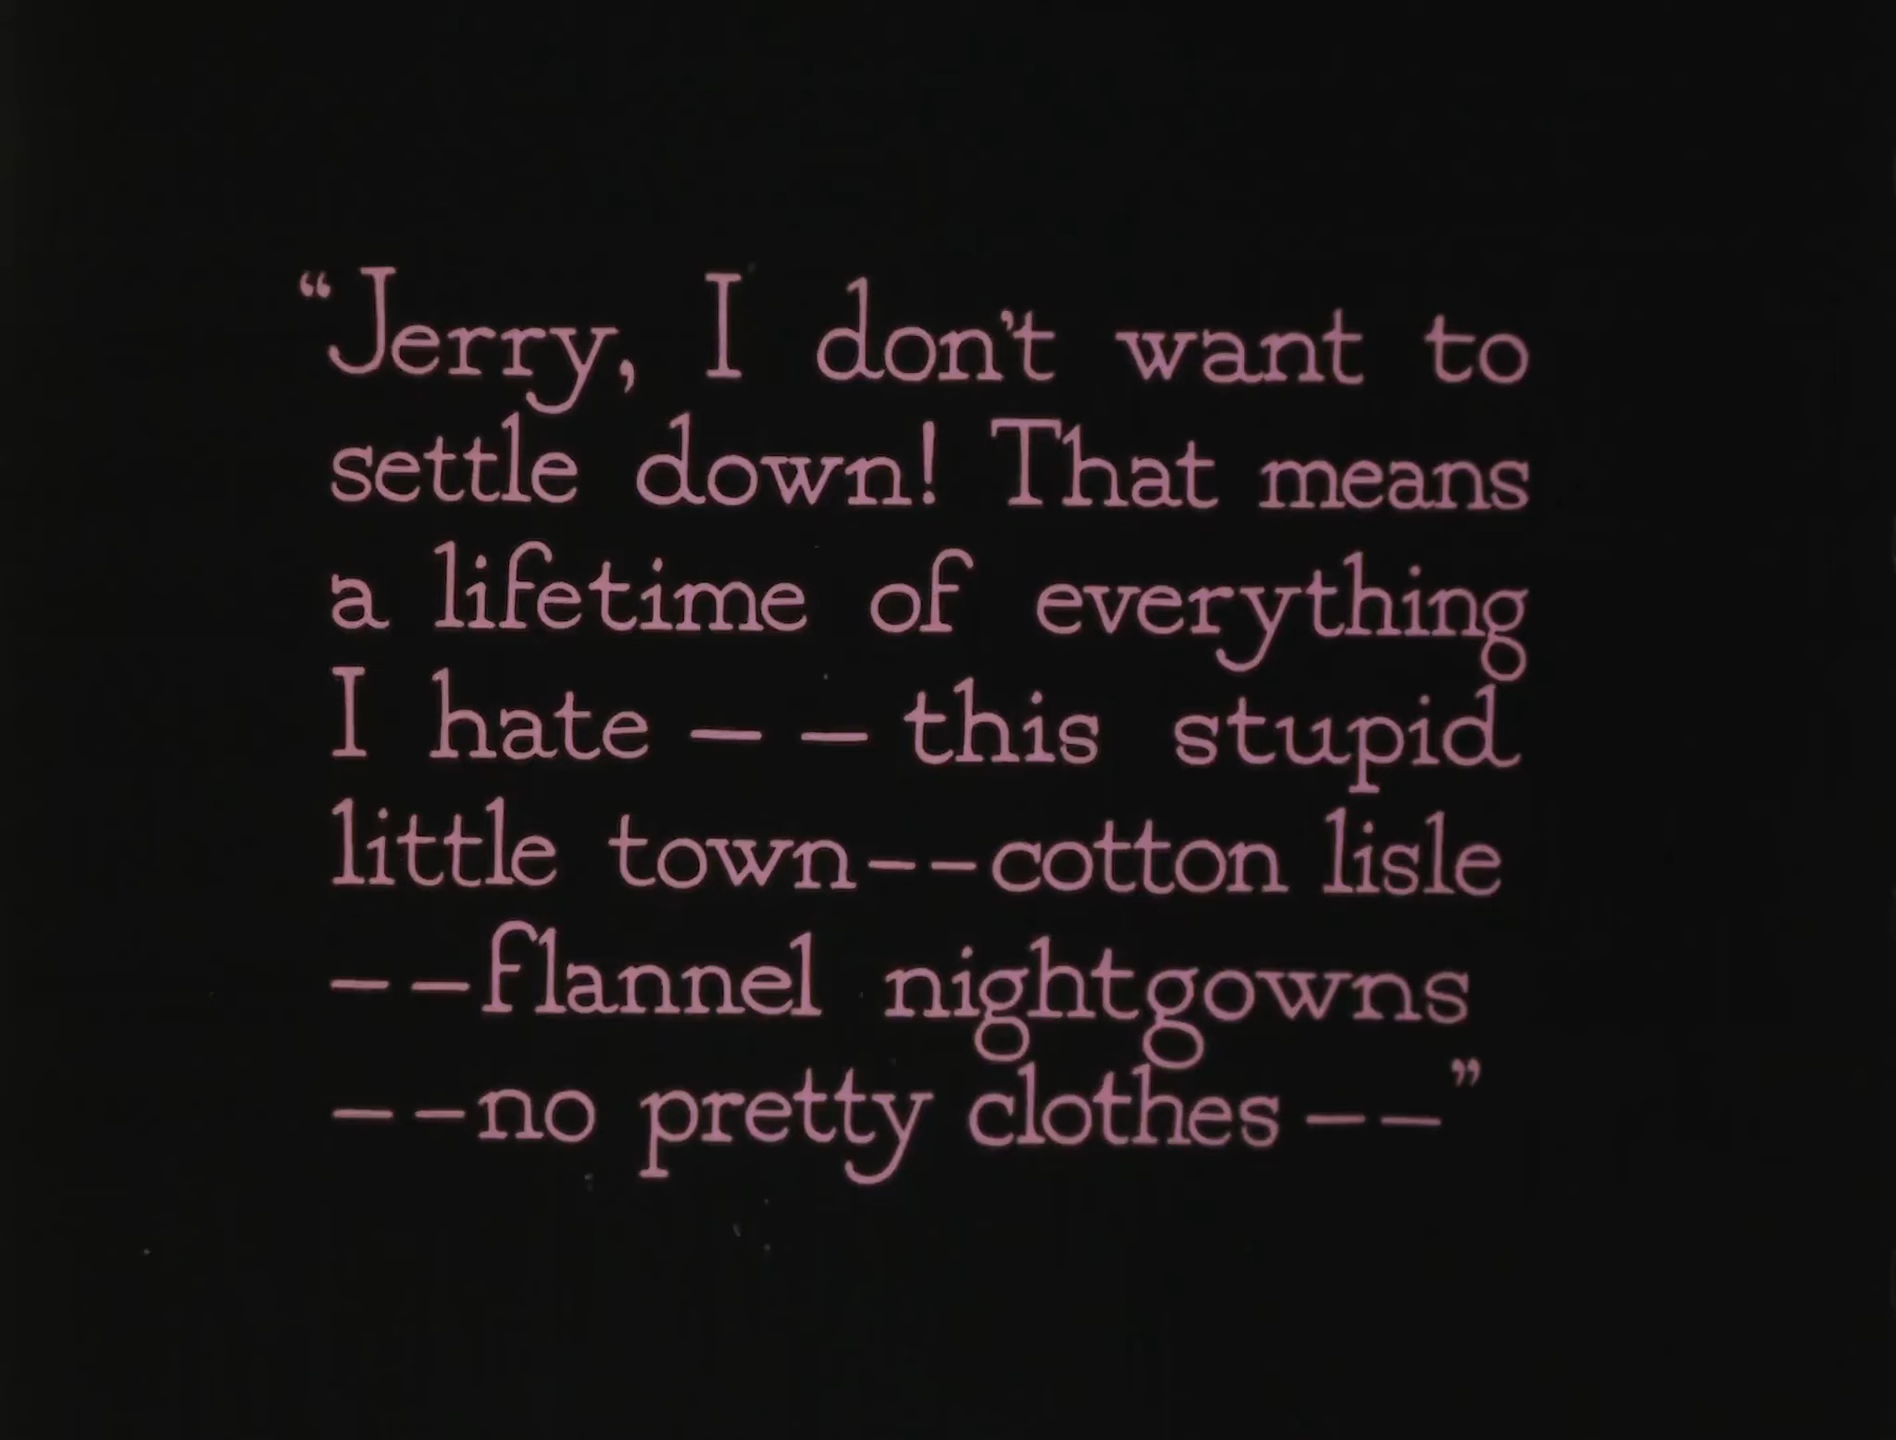 “Jerry, I don't want to
settle down! That means
a lifetime of everything
I hate -- this stupid
little town--cotton lisle
--flannel nightgowns
--no pretty clothes--”